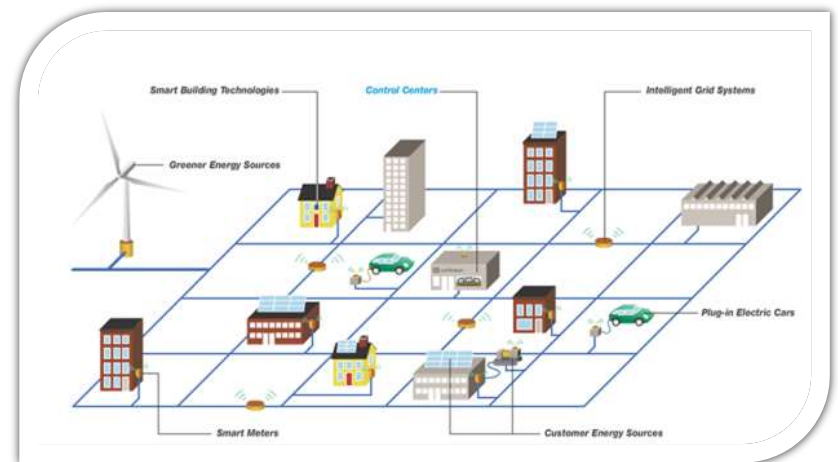 Smart Building Technologies
Control Centers
Intelligent Grid Systems
Greener Energy Sources
Plug-in Electric Cars
Smart Meters
Customer Energy Sources